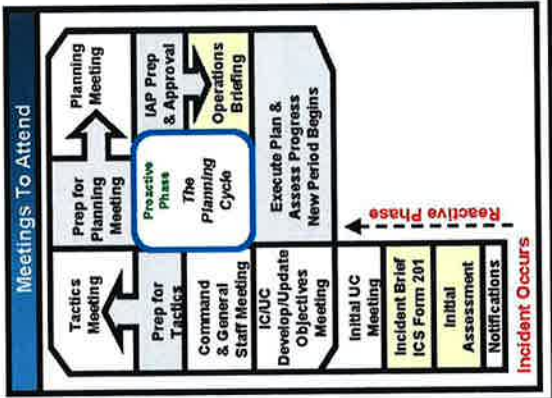 Meetings To Attend
Tactics
Meeting
Prep for
Planning
Meeting
Planning
Meeting
Prep for
Tactics
Proactive
Phase
The
Planning
Cycle
IAP Prep
& Approval
Command
& General
Staff Meeting
Operations
Briefing
IC/UC
Develop/Update
Objectives
Meeting
Execute Plan &
Assess Progress
New Period Begins
Initial UC
Meeting
Reactive Phase
Incident Brief
ICS Form 201
Initial
Assessment
Notifications
Incident Occurs